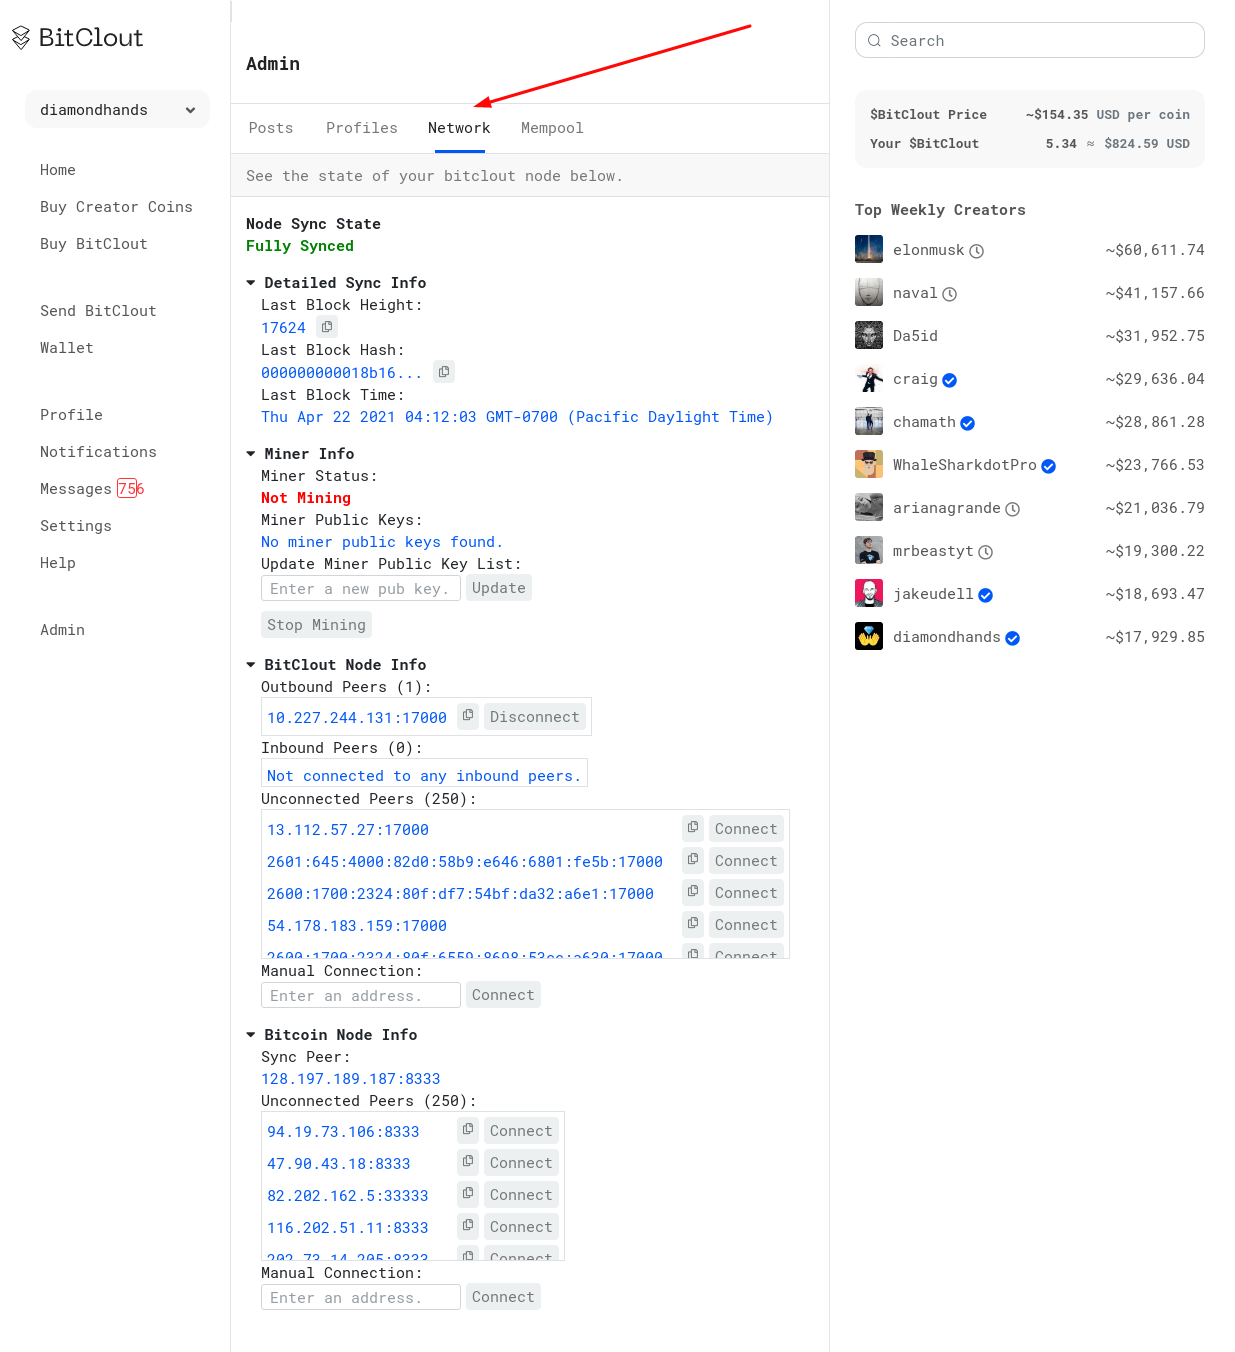 BitClout
diamondhands
Home
Buy Creator Coins
Buy BitClout
Send BitClout
Wallet
Profile
Notifications
Messages 756
Settings
Help
Admin
Admin
Posts Profiles Network Mempool
See the state of your bitclout node below.
Node Sync State
Fully Synced
Detailed Sync Info
Last Block Height:
17624
Last Block Hash:
000000000018b16...
Last Block Time:
Thu Apr 22 2021 04:12:03 GMT-0700 (Pacific Daylight Time)
Miner Info
Miner Status:
Not Mining
Miner Public Keys:
No miner public keys found.
Update Miner Public Key List:
Enter a new pub key. Update
Stop Mining
BitClout Node Info
Outbound Peers (1):
10.227.244.131:17000 Disconnect
Inbound Peers (0):
Not connected to any inbound peers.
Unconnected Peers (250):
13.112.57.27:17000 Connect
2601:645:4000:82d0:58b9:e646:6801:fe5b:17000 Connect
2600:1700:2324:80f:df7:54bf:da32:a6e1:17000 Connect
54.178.183.159:17000 Connect
Connect
Manual Connection:
Enter an address. Connect
Bitcoin Node Info
Sync Peer:
128.197.189.187:8333
Unconnected Peers (250):
94.19.73.106:8333 Connect
47.90.43.18:8333 Connect
82.202.162.5:33333 Connect
116.202.51.11:8333 Connect
202.73.14.205:8333 Connect
Manual Connection:
Enter an address. Connect
Search
$BitClout Price ~$154.35 USD per coin
Your $BitClout 5.34 ≈ $824.59 USD
Top Weekly Creators
elonmusk ~$60,611.74
naval ~$41,157.66
Da5id ~$31,952.75
craig ~$29,636.04
chamath ~$28,861.28
WhaleSharkdotPro ~$23,766.53
arianagrande ~$21,036.79
mrbeastyt ~$19,300.22
jakeudell ~$18,693.47
diamondhands ~$17,929.85